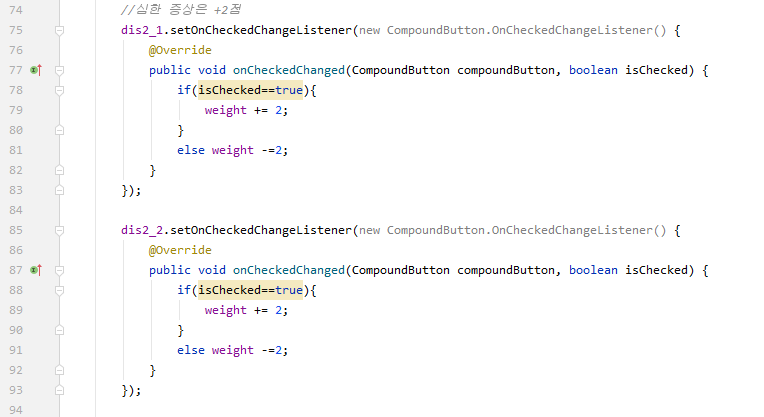 74 //심한 증상은 +2점
75 dis2_1.setOnCheckedChangeListener(new CompoundButton.OnCheckedChangeListener() {
76 @Override
77 public void onCheckedChanged(CompoundButton compoundButton, boolean isChecked) {
78 if(isChecked==true){
79 weight += 2;
80 }
81 else weight -=2;
82 }
83 });
84
85 dis2_2.setOnCheckedChangeListener(new CompoundButton.OnCheckedChangeListener() {
86 @Override
87 public void onCheckedChanged(CompoundButton compoundButton, boolean isChecked) {
88 if(isChecked==true){
89 weight += 2;
90 }
91 else weight -=2;
92 }
93 });
94